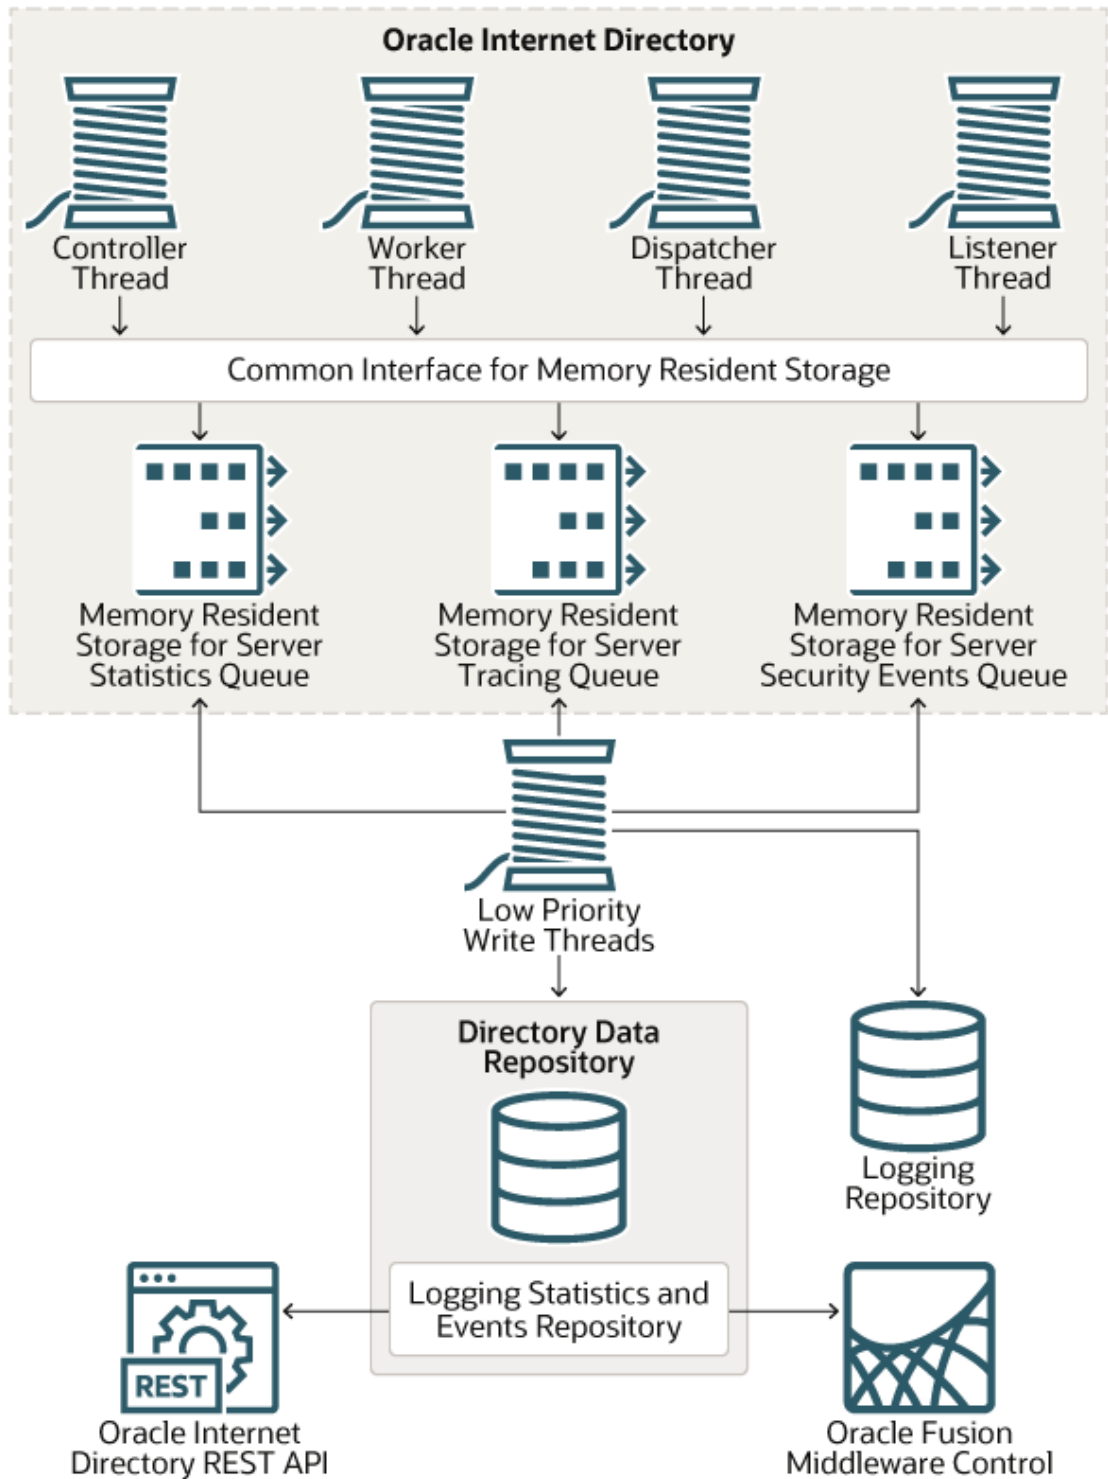 Oracle Internet Directory
Controller
Thread
Worker
Thread
Dispatcher
Thread
Listener
Thread
Common Interface for Memory Resident Storage
Memory Resident
Storage for Server
Statistics Queue
Memory Resident
Storage for Server
Tracing Queue
Memory Resident
Storage for Server
Security Events Queue
Low Priority
Write Threads
Directory Data
Repository
Logging
Repository
Logging Statistics and
Events Repository
REST
Oracle Internet
Directory REST API
Oracle Fusion
Middleware Control